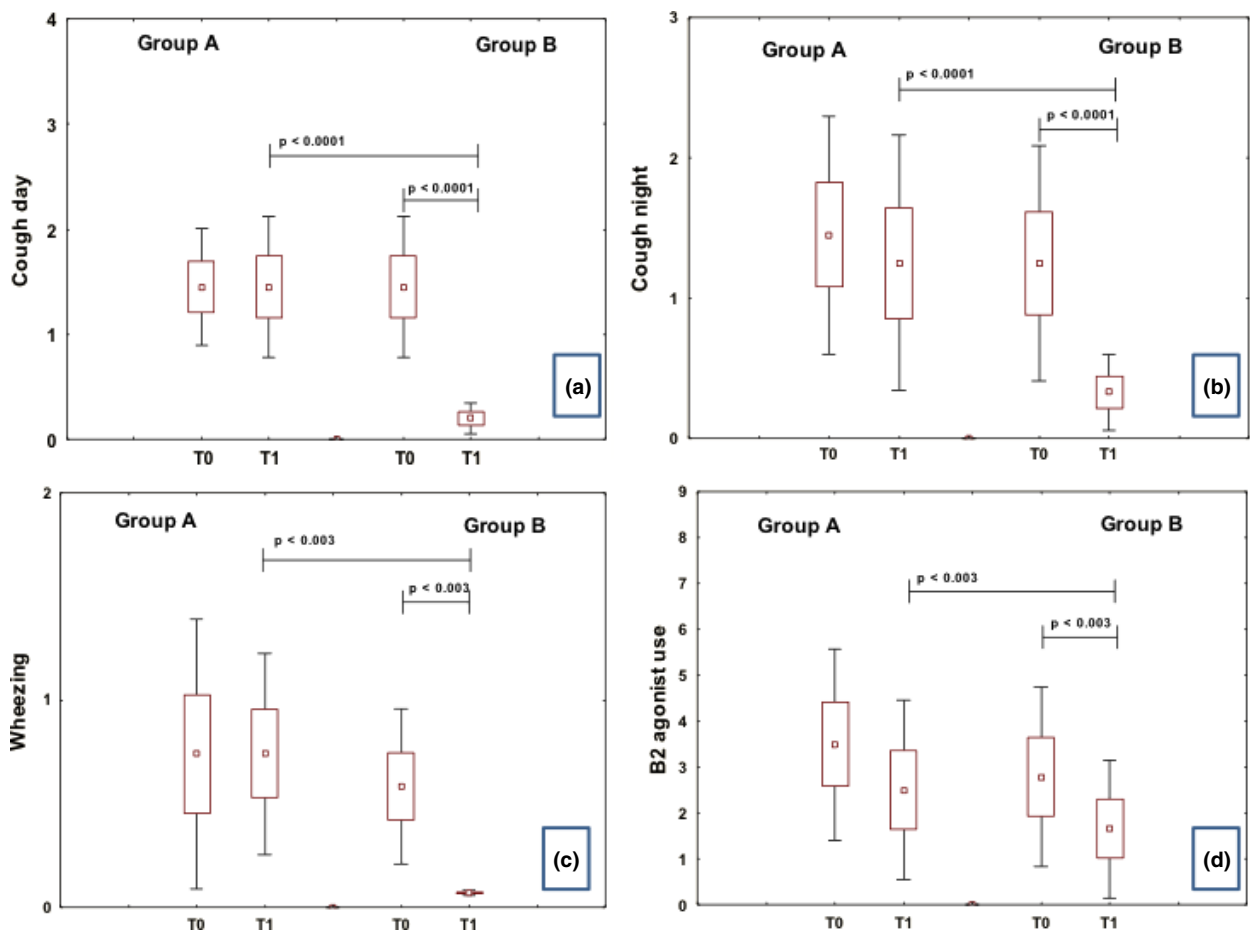 4
Group A
Group B
3
p < 0.0001
p < 0.0001
Cough day
2
1
(a)
0
T0
T1
T0
T1
3
Group A
Group B
p < 0.0001
p < 0.0001
Cough night
2
1
(b)
0
T0
T1
T0
T1
2
Group A
Group B
p < 0.003
p < 0.003
Wheezing
1
(c)
0
T0
T1
T0
T1
9
8
Group A
Group B
7
p < 0.003
6
p < 0.003
B2 agonist use
5
4
3
2
1
(d)
0
T0
T1
T0
T1